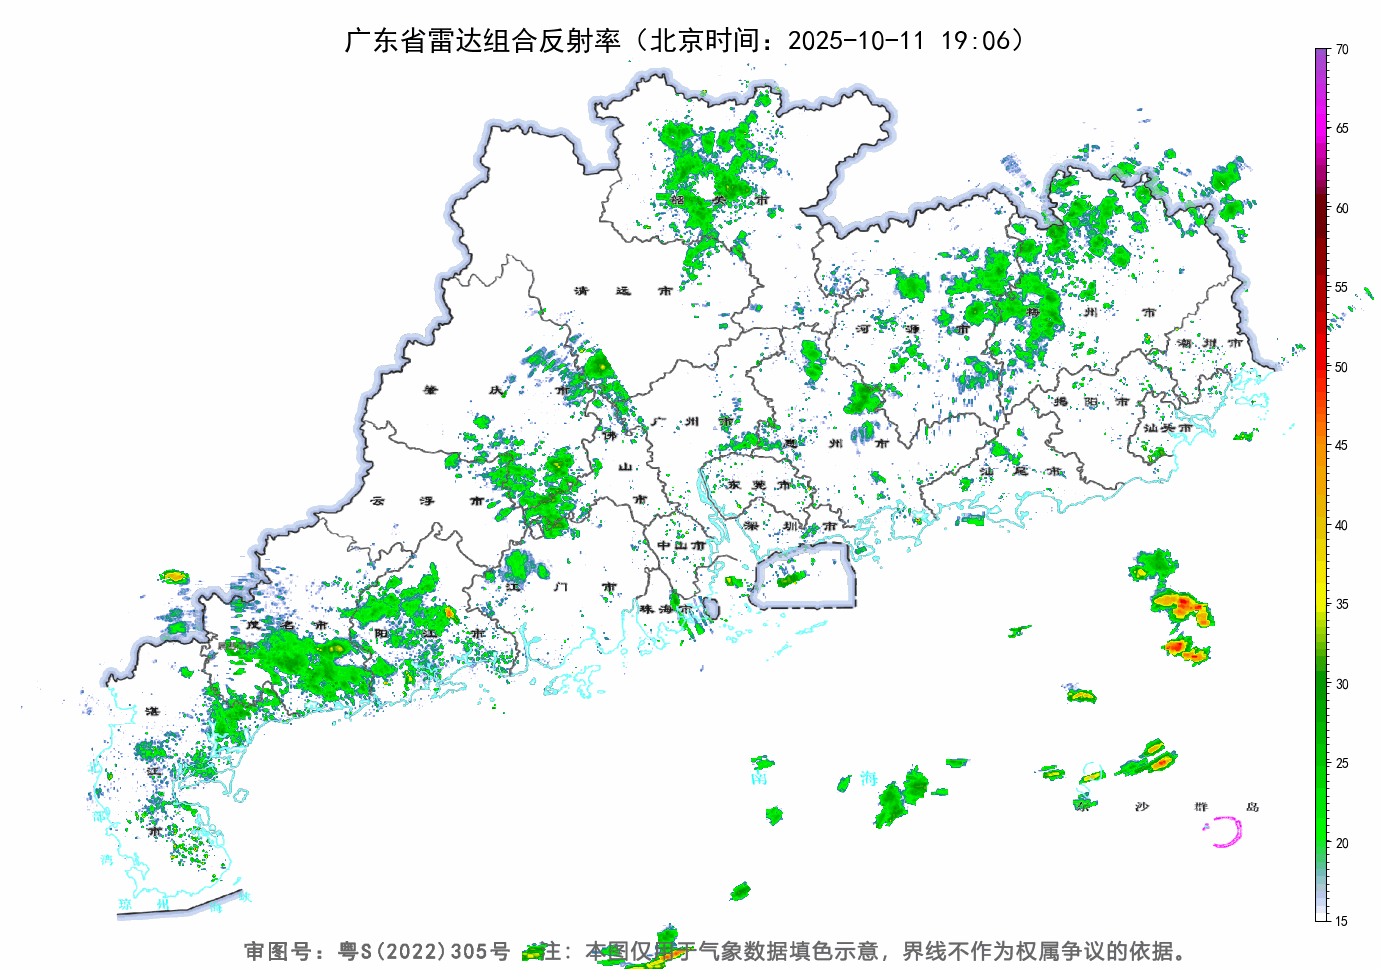 广东省雷达组合反射率（北京时间：2025-10-11 19:06）
70
65
60
55
50
45
40
35
30
25
20
15
韶关市
清远市
河源市
梅州市
潮州市
肇庆市
广州市
惠州市
揭阳市
汕头市
佛山市
云浮市
东莞市
汕尾市
深圳市
中山市
江门市
珠海市
茂名市
阳江市
湛江市
北部湾
南海
东沙群岛
琼州海峡
审图号：粤S(2022)305号 注：本图仅用于气象数据填色示意，界线不作为权属争议的依据。